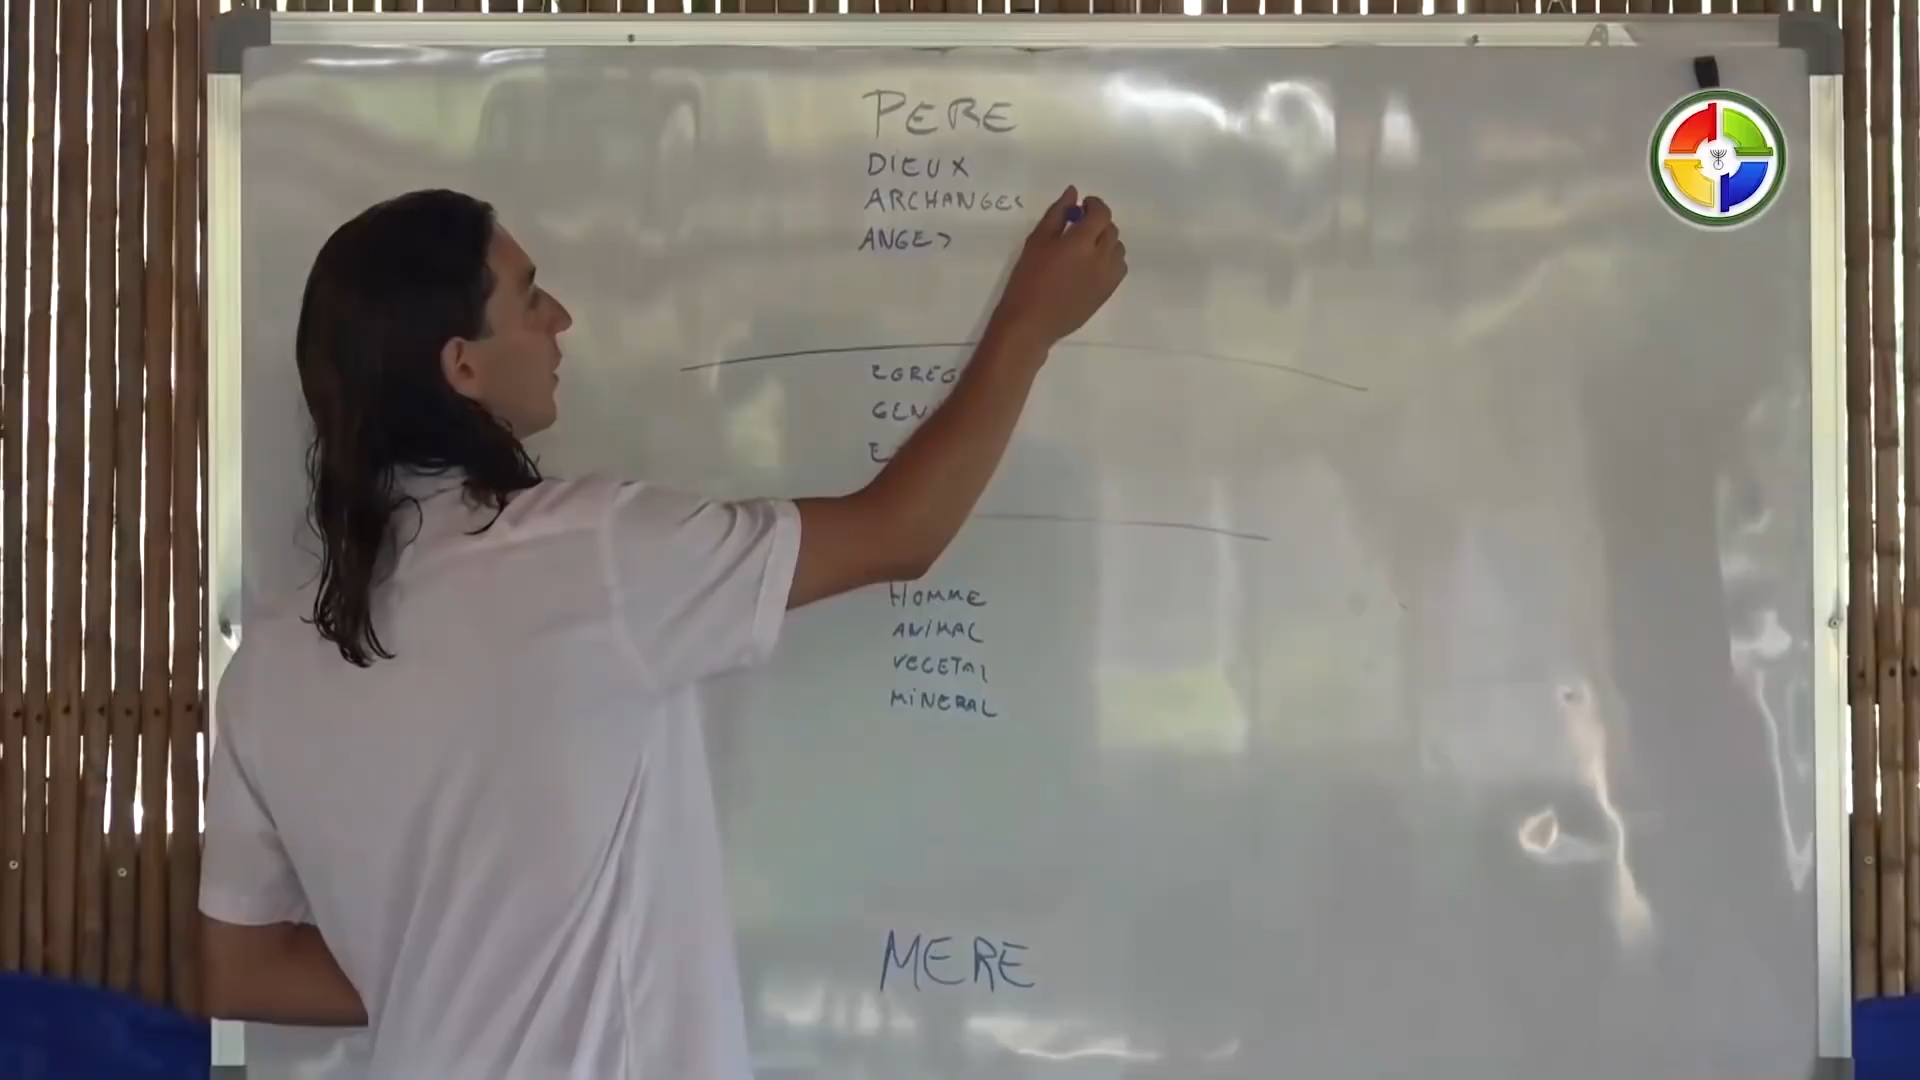 PERE
DIEUX
ARCHANGES
ANGES
HOMME
ANIMAL
VEGETAL
MINERAL
MERE